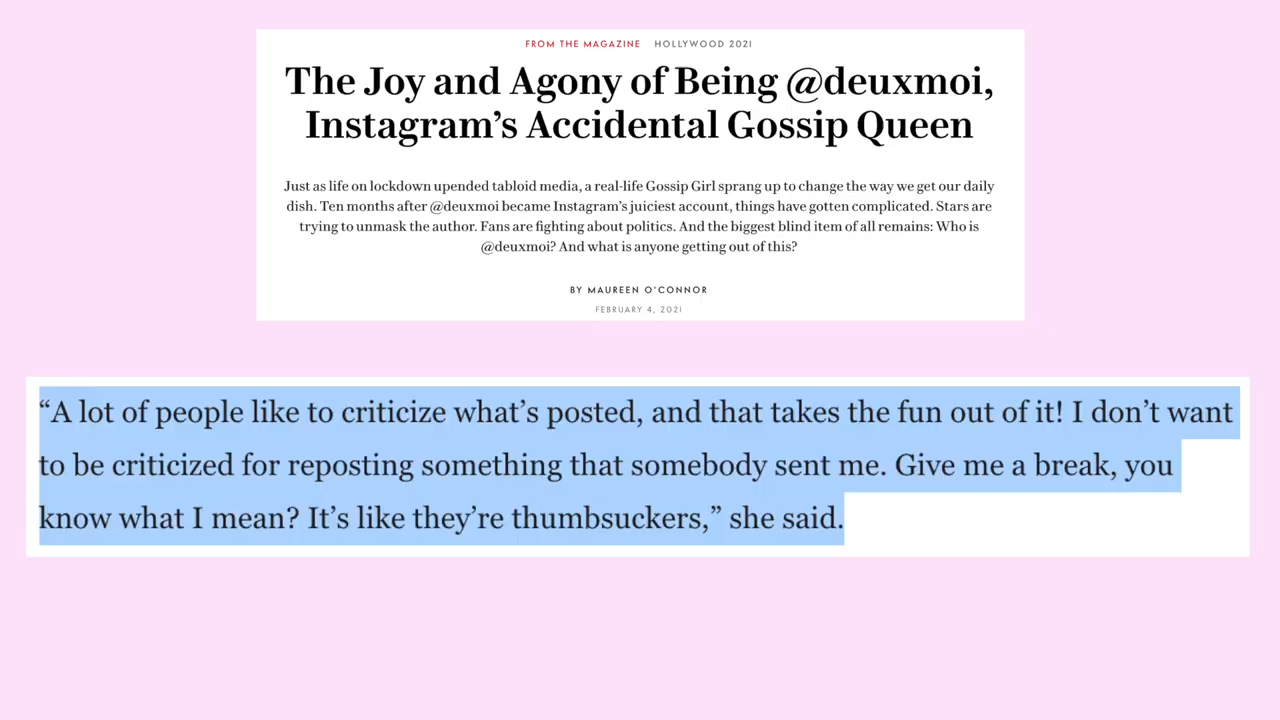 FROM THE MAGAZINE HOLLYWOOD 2021
The Joy and Agony of Being @deuxmoi,
Instagram’s Accidental Gossip Queen
Just as life on lockdown upended tabloid media, a real-life Gossip Girl sprang up to change the way we get our daily
dish. Ten months after @deuxmoi became Instagram’s juiciest account, things have gotten complicated. Stars are
trying to unmask the author. Fans are fighting about politics. And the biggest blind item of all remains: Who is
@deuxmoi? And what is anyone getting out of this?
BY MAUREEN O’CONNOR
FEBRUARY 4, 2021
“A lot of people like to criticize what’s posted, and that takes the fun out of it! I don’t want
to be criticized for reposting something that somebody sent me. Give me a break, you
know what I mean? It’s like they’re thumbsuckers,” she said.